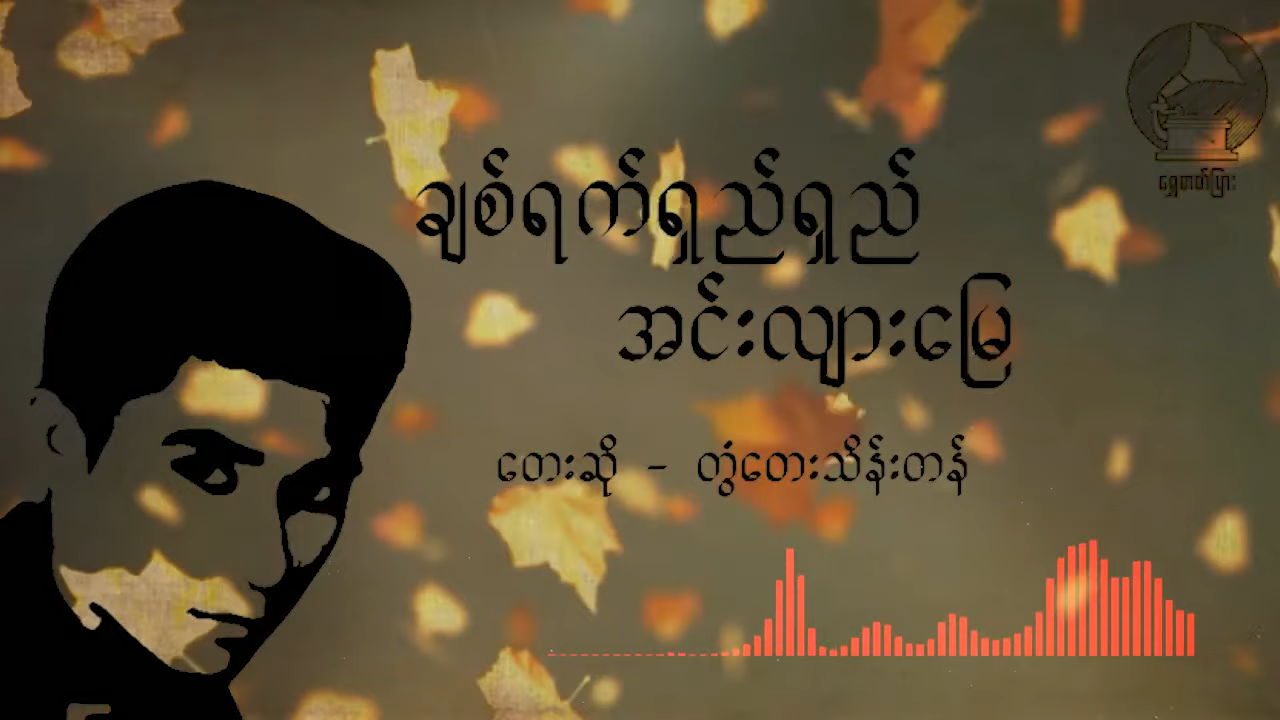 ချစ်ရက်ရှည်ရှည်
အင်းလျားမြေ
တေးဆို - တွံတေးသိန်းတန်
ရွှေဓာတ်ပြား